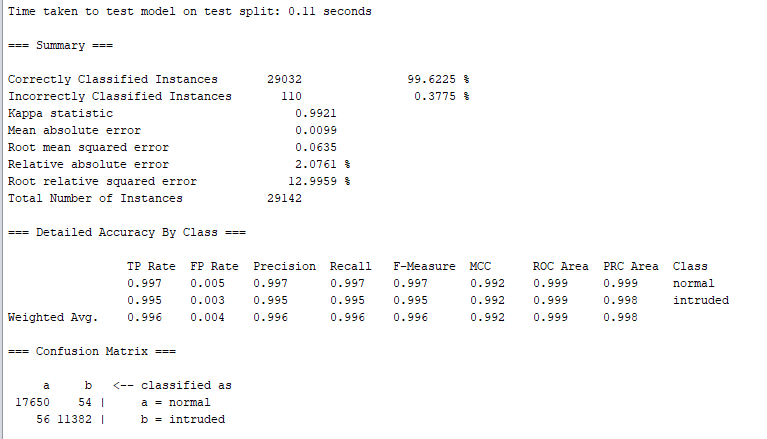 Time taken to test model on test split: 0.11 seconds
=== Summary ===
Correctly Classified Instances 29032 99.6225 %
Incorrectly Classified Instances 110 0.3775 %
Kappa statistic 0.9921
Mean absolute error 0.0099
Root mean squared error 0.0635
Relative absolute error 2.0761 %
Root relative squared error 12.9959 %
Total Number of Instances 29142
=== Detailed Accuracy By Class ===
TP Rate FP Rate Precision Recall F-Measure MCC ROC Area PRC Area Class
0.997 0.005 0.997 0.997 0.997 0.992 0.999 0.999 normal
0.995 0.003 0.995 0.995 0.995 0.992 0.999 0.998 intruded
Weighted Avg. 0.996 0.004 0.996 0.996 0.996 0.992 0.999 0.998
=== Confusion Matrix ===
a b <-- classified as
17650 54 | a = normal
56 11382 | b = intruded